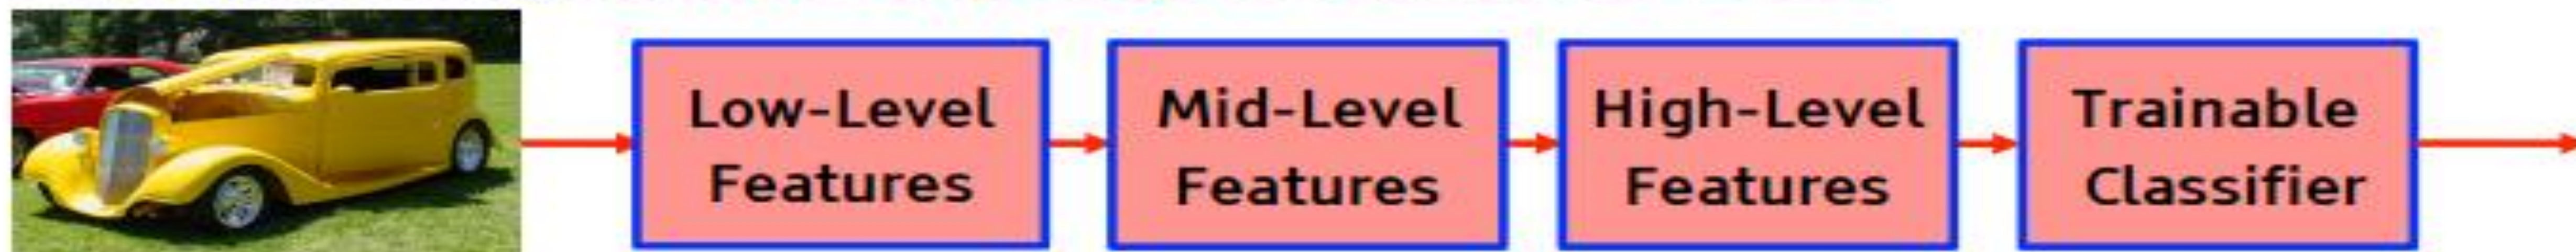 Low-Level
Features
Mid-Level
Features
High-Level
Features
Trainable
Classifier